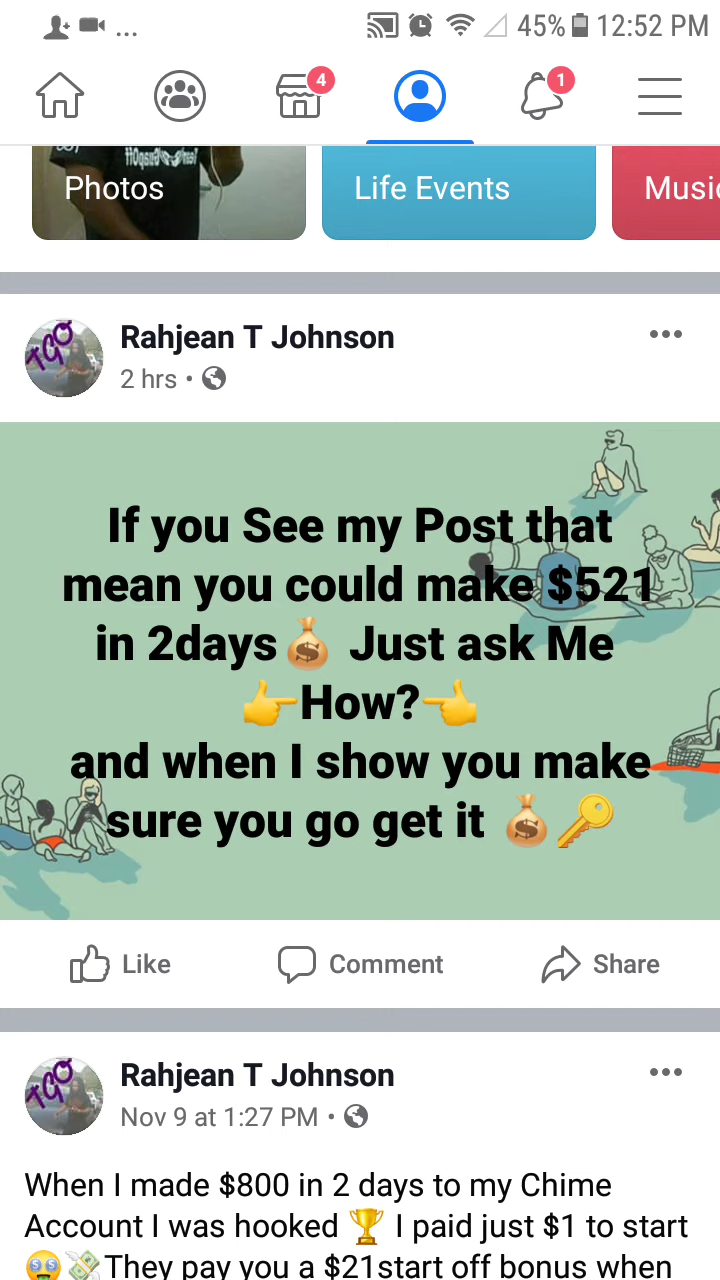 ... 45% 12:52 PM
4 1
Photos Life Events Music
Rahjean T Johnson
2 hrs •
If you See my Post that
mean you could make $521
in 2days💰 Just ask Me
👉How?👈
and when I show you make
sure you go get it 💰🔑
Like Comment Share
Rahjean T Johnson
Nov 9 at 1:27 PM •
When I made $800 in 2 days to my Chime
Account I was hooked 🏆 I paid just $1 to start
🤑💸They pay you a $21start off bonus when